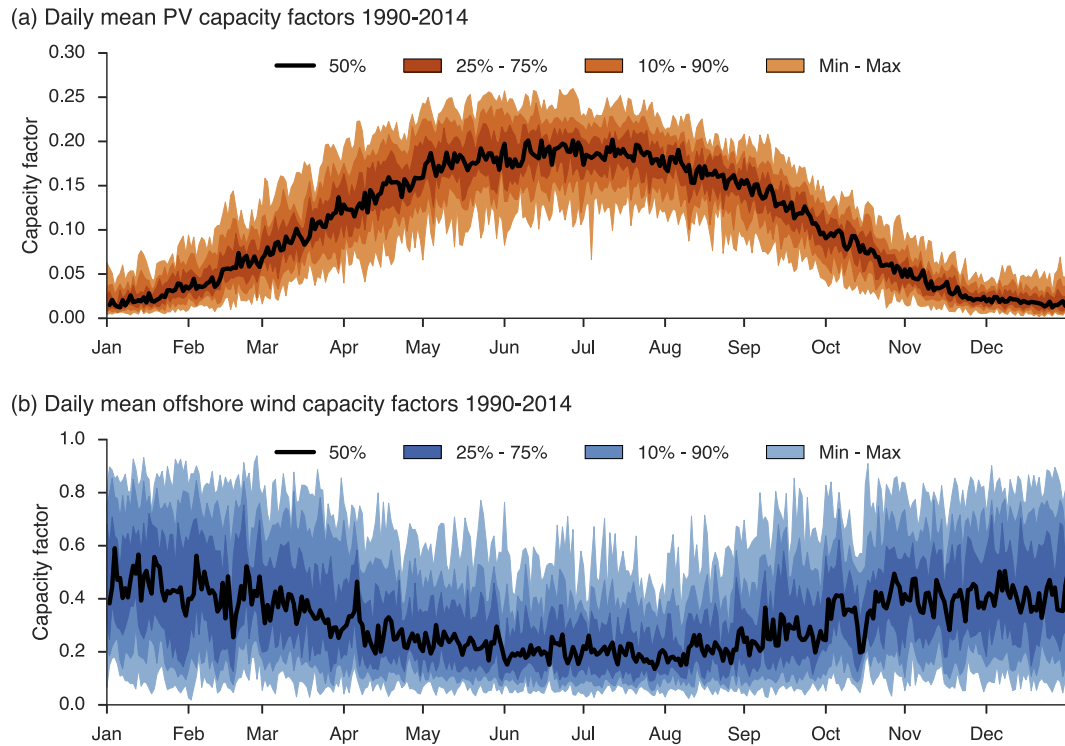 (a) Daily mean PV capacity factors 1990-2014
0.30
50% 25% - 75% 10% - 90% Min - Max
0.25
0.20
0.15
0.10
0.05
0.00
Capacity factor
Jan Feb Mar Apr May Jun Jul Aug Sep Oct Nov Dec
(b) Daily mean offshore wind capacity factors 1990-2014
1.0
50% 25% - 75% 10% - 90% Min - Max
0.8
0.6
0.4
0.2
0.0
Capacity factor
Jan Feb Mar Apr May Jun Jul Aug Sep Oct Nov Dec